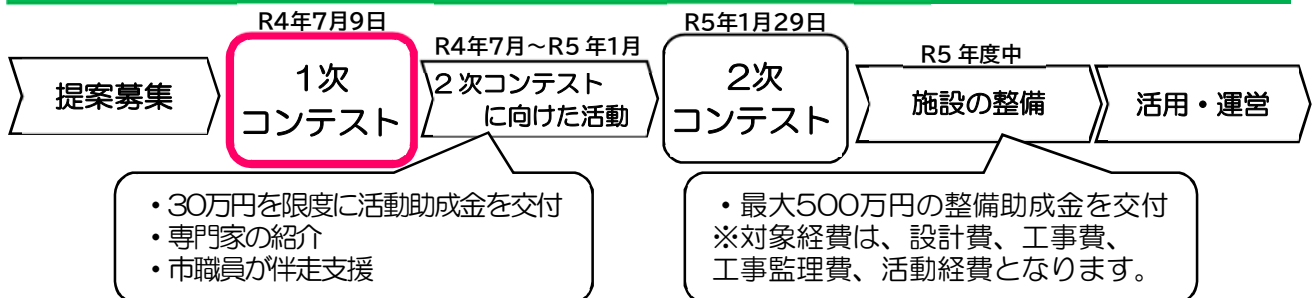 R4年7月9日
R5年1月29日
R4年7月～R5年1月
R5年度中
提案募集
1次
コンテスト
2次コンテスト
に向けた活動
2次
コンテスト
施設の整備
活用・運営
・30万円を限度に活動助成金を交付
・専門家の紹介
・市職員が伴走支援
・最大500万円の整備助成金を交付
※対象経費は、設計費、工事費、
工事監理費、活動経費となります。